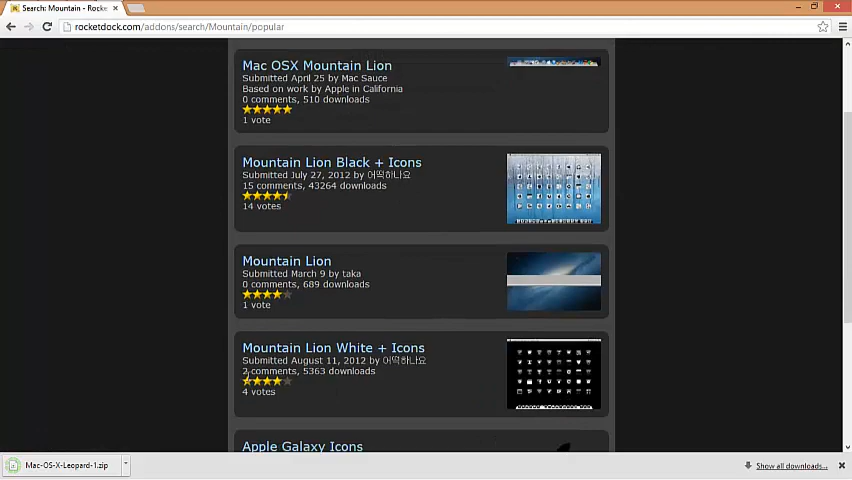 Search: Mountain - Rocke
rocketdock.com/addons/search/Mountain/popular
Mac OSX Mountain Lion
Submitted April 25 by Mac Sauce
Based on work by Apple in California
0 comments, 510 downloads
1 vote
Mountain Lion Black + Icons
Submitted July 27, 2012 by 어떡하나요
15 comments, 43264 downloads
14 votes
Mountain Lion
Submitted March 9 by taka
0 comments, 689 downloads
1 vote
Mountain Lion White + Icons
Submitted August 11, 2012 by 어떡하나요
2 comments, 5363 downloads
4 votes
Apple Galaxy Icons
Mac-OS-X-Leopard-1.zip
Show all downloads...